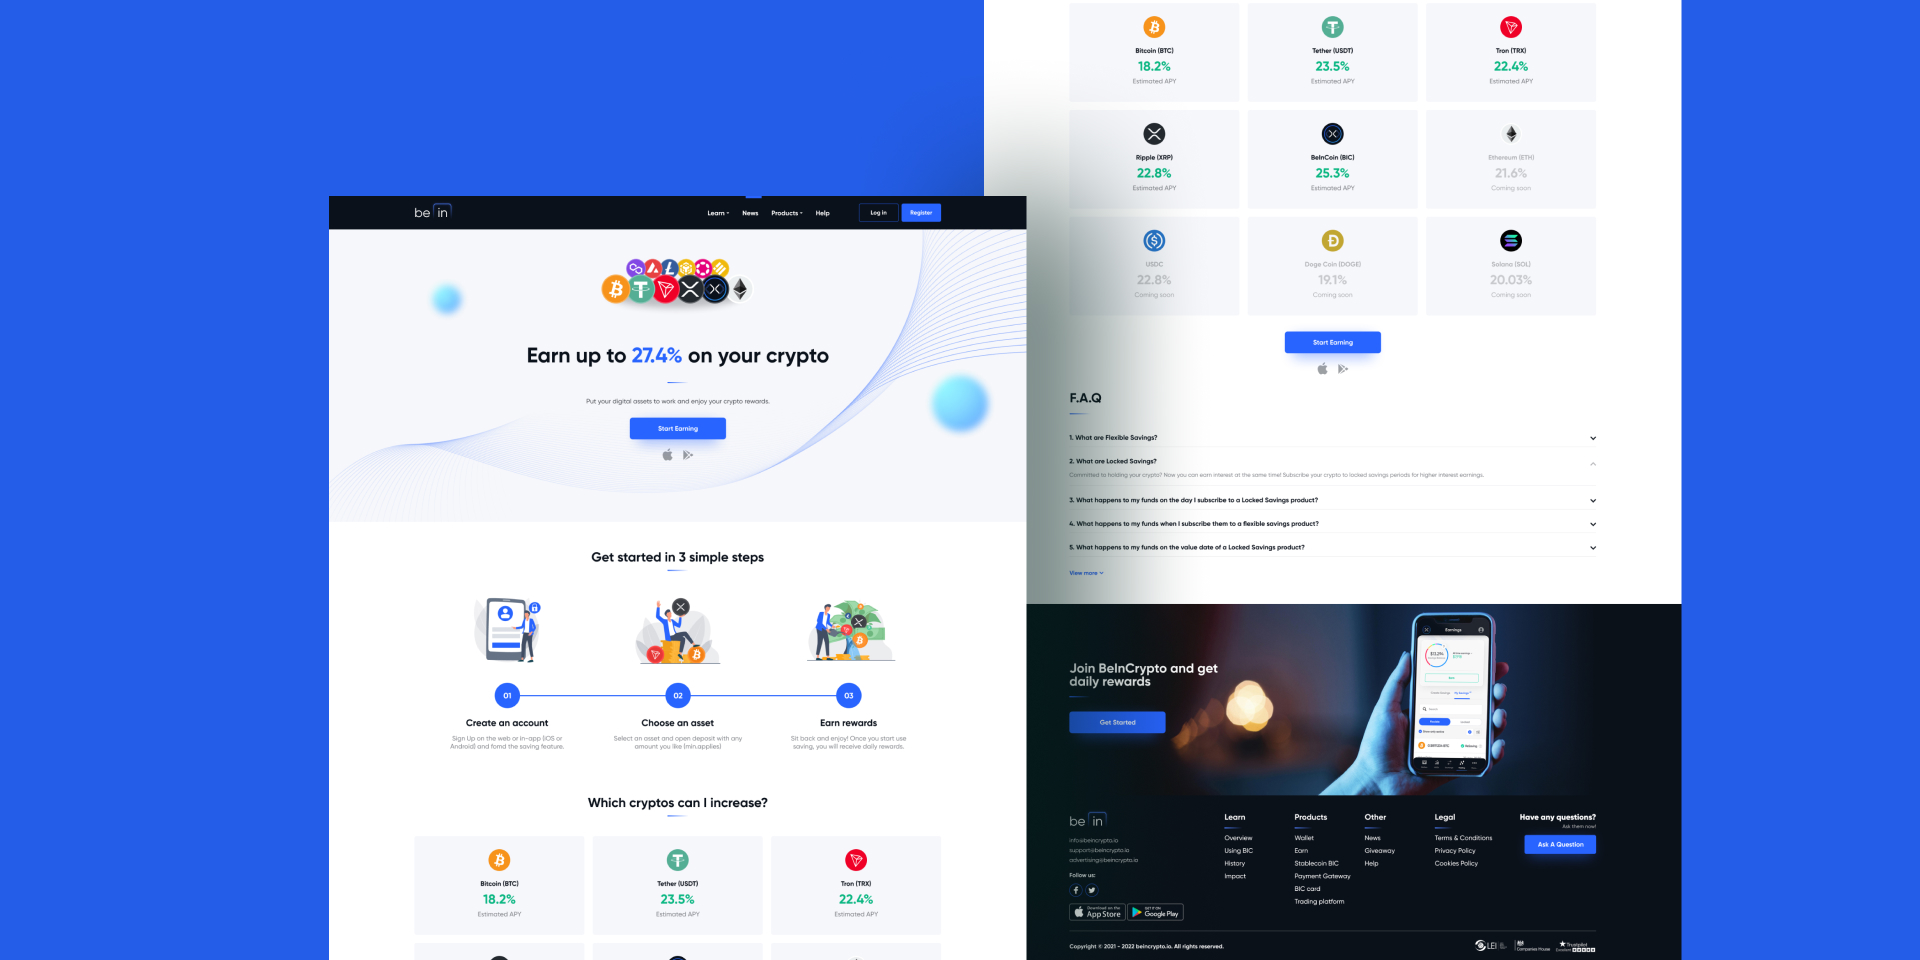 be in
Learn
News
Products
Help
Log In
Register
Earn up to 27.4% on your crypto
Put your digital assets to work and enjoy your crypto rewards.
Start Earning
Get started in 3 simple steps
01
02
03
Create an account
Sign Up on the web or in-app (iOS or
Android) and fomd the saving feature.
Choose an asset
Select an asset and open deposit with any
amount you like (min.applies)
Earn rewards
Sit back and enjoy! Once you start use
saving, you will receive daily rewards.
Which cryptos can I increase?
Bitcoin (BTC)
18.2%
Estimated APY
Tether (USDT)
23.5%
Estimated APY
Tron (TRX)
22.4%
Estimated APY
Bitcoin (BTC)
18.2%
Estimated APY
Tether (USDT)
23.5%
Estimated APY
Tron (TRX)
22.4%
Estimated APY
Ripple (XRP)
22.8%
Estimated APY
BeInCoin (BIC)
25.3%
Estimated APY
Ethereum (ETH)
21.6%
Coming soon
USDC
22.8%
Coming soon
Doge Coin (DOGE)
19.1%
Coming soon
Solana (SOL)
20.03%
Coming soon
Start Earning
F.A.Q
1. What are Flexible Savings?
2. What are Locked Savings?
Committed to holding your crypto? Now you can earn interest at the same time! Subscribe your crypto to locked savings periods for higher interest earnings.
3. What happens to my funds on the day I subscribe to a Locked Savings product?
4. What happens to my funds when I subscribe them to a flexible savings product?
5. What happens to my funds on the value date of a Locked Savings product?
View more
Join BeInCrypto and get
daily rewards
Get Started
Earnings
be in
info@beincrypto.io
support@beincrypto.io
advertising@beincrypto.io
Follow us:
Download on the
App Store
GET IT ON
Google Play
Learn
Overview
Using BIC
History
Impact
Products
Wallet
Earn
Stablecoin BIC
Payment Gateway
BIC card
Trading platform
Other
News
Giveaway
Help
Legal
Terms & Conditions
Privacy Policy
Cookies Policy
Have any questions?
Ask them now!
Ask A Question
Copyright © 2021 - 2022 beincrypto.io. All rights reserved.
LEI
Companies House
Trustpilot